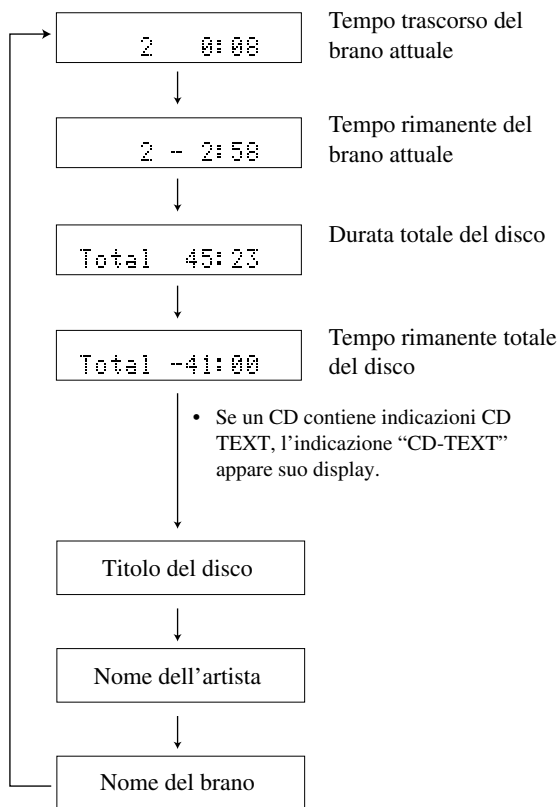 2 0:08
Tempo trascorso del
brano attuale
2 - 2:58
Tempo rimanente del
brano attuale
Total 45:23
Durata totale del disco
Total -41:00
Tempo rimanente totale
del disco
• Se un CD contiene indicazioni CD
TEXT, l'indicazione “CD-TEXT”
appare suo display.
Titolo del disco
Nome dell'artista
Nome del brano